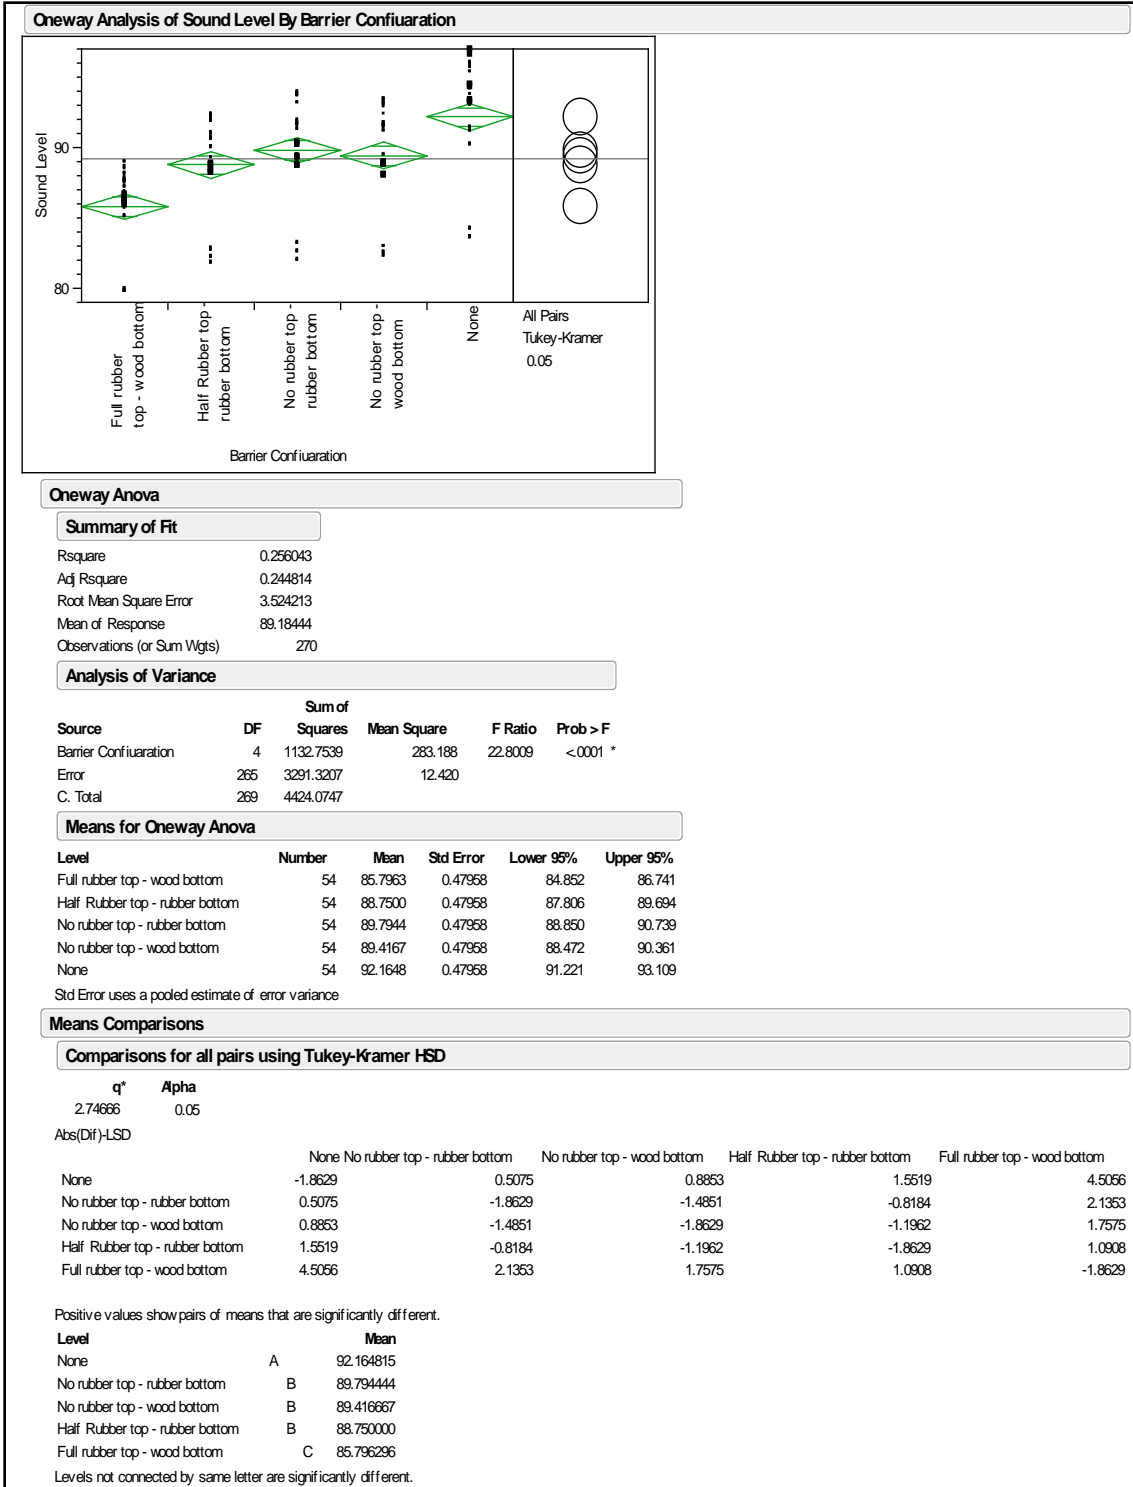 Oneway Analysis of Sound Level By Barrier Confiuaration
Sound Level
90
80
Full rubber
top - wood bottom
Half Rubber top -
rubber bottom
No rubber top -
rubber bottom
No rubber top -
wood bottom
None
All Pairs
Tukey-Kramer
0.05
Barrier Confiuaration
Oneway Anova
Summary of Fit
Rsquare 0.256043
Adj Rsquare 0.244814
Root Mean Square Error 3.524213
Mean of Response 89.18444
Observations (or Sum Wgts) 270
Analysis of Variance
Sum of
Source DF Squares Mean Square F Ratio Prob > F
Barrier Confiuaration 4 1132.7539 283.188 22.8009 <.0001 *
Error 265 3291.3207 12.420
C. Total 269 4424.0747
Means for Oneway Anova
Level Number Mean Std Error Lower 95% Upper 95%
Full rubber top - wood bottom 54 85.7963 0.47958 84.852 86.741
Half Rubber top - rubber bottom 54 88.7500 0.47958 87.806 89.694
No rubber top - rubber bottom 54 89.7944 0.47958 88.850 90.739
No rubber top - wood bottom 54 89.4167 0.47958 88.472 90.361
None 54 92.1648 0.47958 91.221 93.109
Std Error uses a pooled estimate of error variance
Means Comparisons
Comparisons for all pairs using Tukey-Kramer HSD
q* Alpha
2.74666 0.05
Abs(Dif)-LSD
None No rubber top - rubber bottom No rubber top - wood bottom Half Rubber top - rubber bottom Full rubber top - wood bottom
None -1.8629 0.5075 0.8853 1.5519 4.5056
No rubber top - rubber bottom 0.5075 -1.8629 -1.4851 -0.8184 2.1353
No rubber top - wood bottom 0.8853 -1.4851 -1.8629 -1.1962 1.7575
Half Rubber top - rubber bottom 1.5519 -0.8184 -1.1962 -1.8629 1.0908
Full rubber top - wood bottom 4.5056 2.1353 1.7575 1.0908 -1.8629
Positive values show pairs of means that are significantly different.
Level Mean
None A 92.164815
No rubber top - rubber bottom B 89.794444
No rubber top - wood bottom B 89.416667
Half Rubber top - rubber bottom B 88.750000
Full rubber top - wood bottom C 85.796296
Levels not connected by same letter are significantly different.